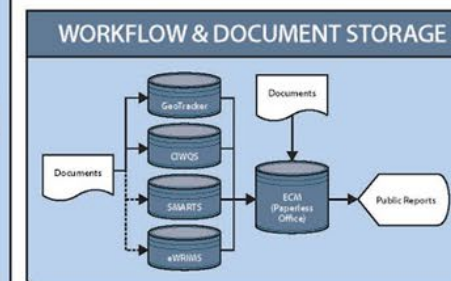 WORKFLOW & DOCUMENT STORAGE
GeoTracker
Documents
CIWQS
Documents
SMARTS
ECM
(Paperless
Office)
Public Reports
eWRIMS